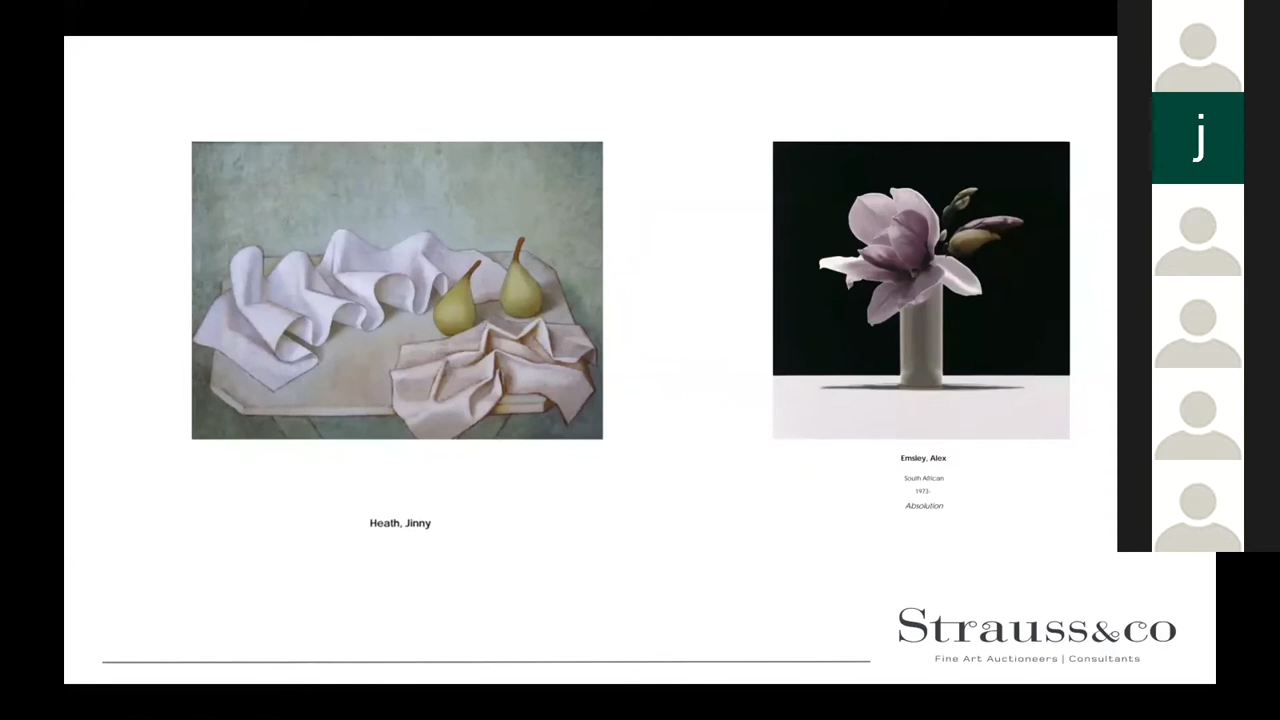 j
Emsley, Alex
South African
1973-
Absolution
Heath, Jinny
Strauss&co
Fine Art Auctioneers | Consultants